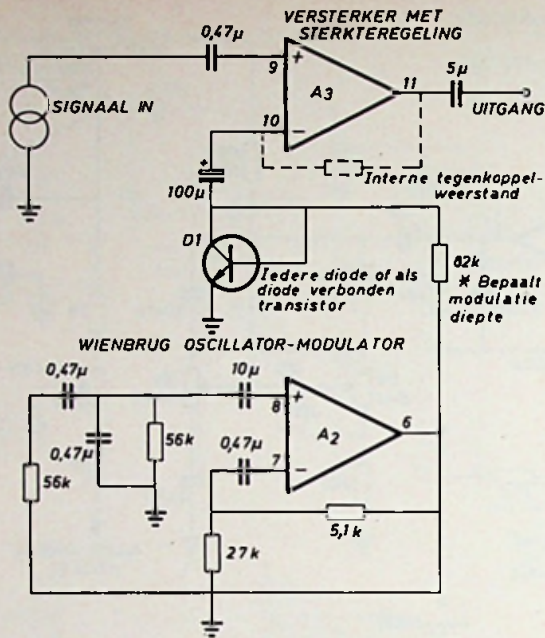 VERSTERKER MET
STERKTEREGELING
0,47µ
9
+
A3
11
5µ
SIGNAAL IN
10
−
UITGANG
+
100µ
Interne tegenkoppel-
weerstand
D1
Iedere diode of als
diode verbonden
transistor
82k
* Bepaalt
modulatie
diepte
WIENBRUG OSCILLATOR-MODULATOR
0,47µ
10µ
8
+
A2
6
0,47µ
56k
0,47µ
7
−
56k
5,1k
27k